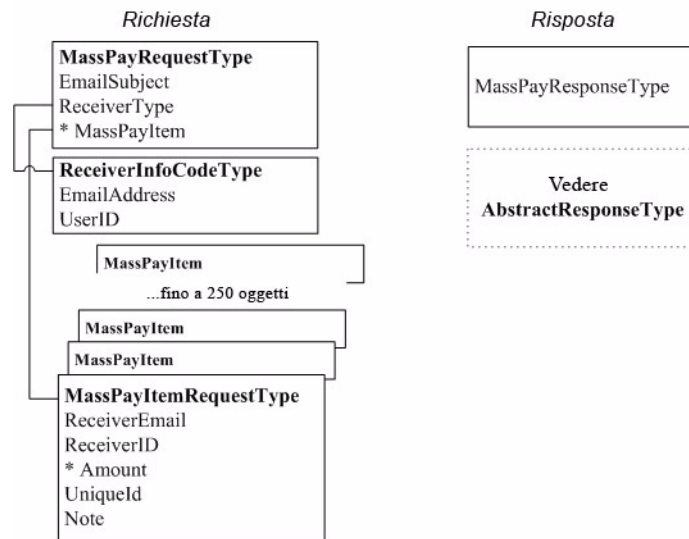 Richiesta
MassPayRequestType
EmailSubject
ReceiverType
* MassPayItem
ReceiverInfoCodeType
EmailAddress
UserID
MassPayItem
...fino a 250 oggetti
MassPayItem
MassPayItem
MassPayItemRequestType
ReceiverEmail
ReceiverID
* Amount
UniqueId
Note
Risposta
MassPayResponseType
Vedere
AbstractResponseType